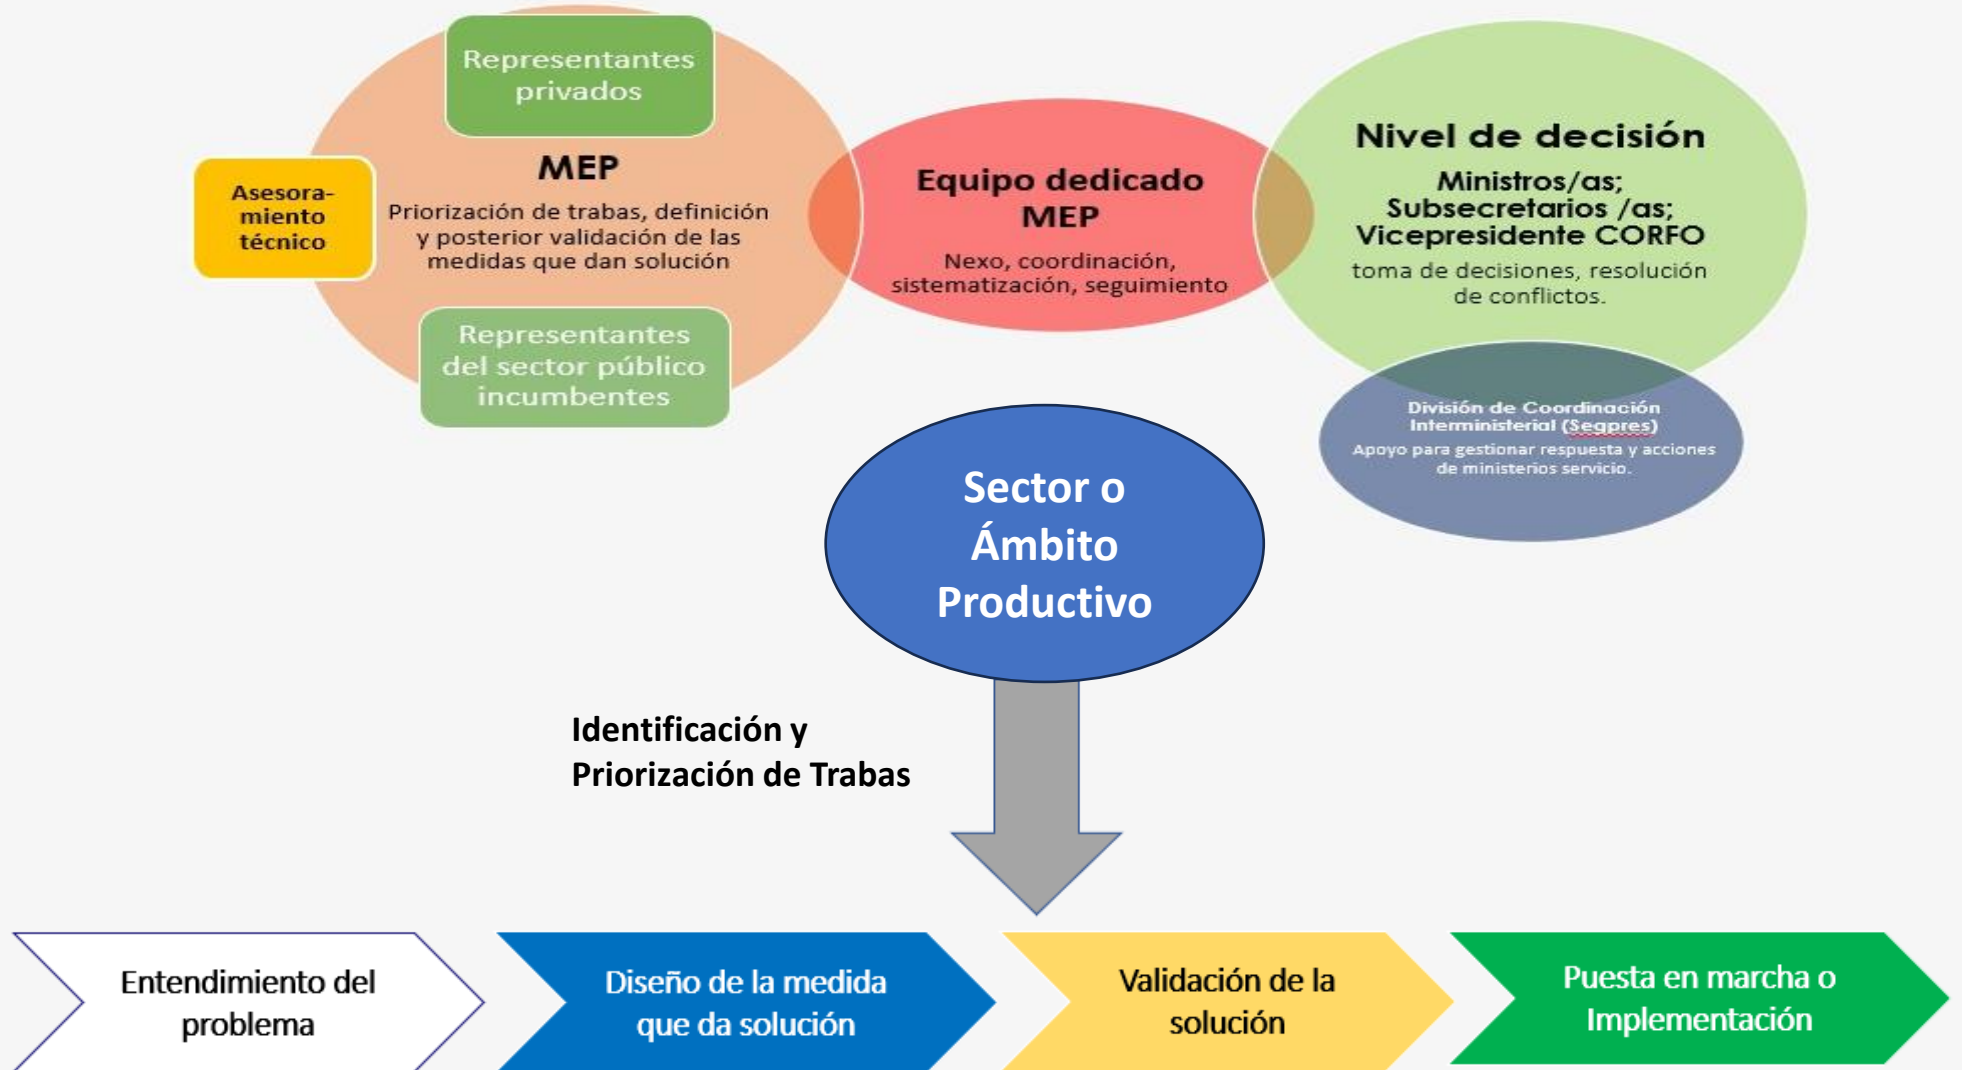 Representantes
privados
MEP
Priorización de trabas, definición
y posterior validación de las
medidas que dan solución
Asesora-
miento
técnico
Representantes
del sector público
incumbentes
Equipo dedicado
MEP
Nexo, coordinación,
sistematización, seguimiento
Nivel de decisión
Ministros/as;
Subsecretarios /as;
Vicepresidente CORFO
toma de decisiones, resolución
de conflictos.
División de Coordinación
Interministerial (Segpres)
Apoyo para gestionar respuesta y acciones
de ministerios servicio.
Sector o
Ámbito
Productivo
Identificación y
Priorización de Trabas
Entendimiento del
problema
Diseño de la medida
que da solución
Validación de la
solución
Puesta en marcha o
Implementación